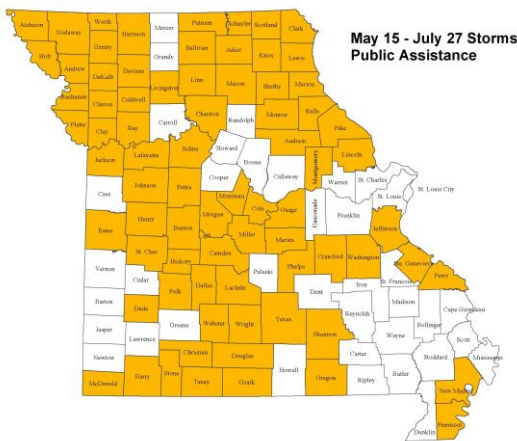 May 15 - July 27 Storms
Public Assistance
Atchison
Nodaway
Worth
Harrison
Mercer
Putnam
Schuyler
Scotland
Clark
Holt
Gentry
Grundy
Sullivan
Adair
Knox
Lewis
Andrew
DeKalb
Daviess
Livingston
Linn
Macon
Shelby
Marion
Buchanan
Clinton
Caldwell
Chariton
Monroe
Ralls
Platte
Clay
Ray
Carroll
Randolph
Audrain
Pike
Jackson
Lafayette
Saline
Howard
Boone
Callaway
Montgomery
Lincoln
Warren
St. Charles
St. Louis
St. Louis City
Cass
Johnson
Pettis
Cooper
Moniteau
Cole
Osage
Gasconade
Franklin
Jefferson
Bates
Henry
Benton
Morgan
Miller
Maries
St. Clair
Hickory
Camden
Pulaski
Phelps
Crawford
Washington
Ste. Genevieve
Perry
St. Francois
Vernon
Cedar
Polk
Dallas
Laclede
Dent
Iron
Madison
Cape Girardeau
Barton
Dade
Texas
Reynolds
Bollinger
Jasper
Lawrence
Greene
Webster
Wright
Shannon
Wayne
Scott
Mississippi
Newton
Christian
Douglas
Carter
Stoddard
McDonald
Barry
Stone
Taney
Ozark
Howell
Oregon
Ripley
Butler
New Madrid
Dunklin
Pemiscot